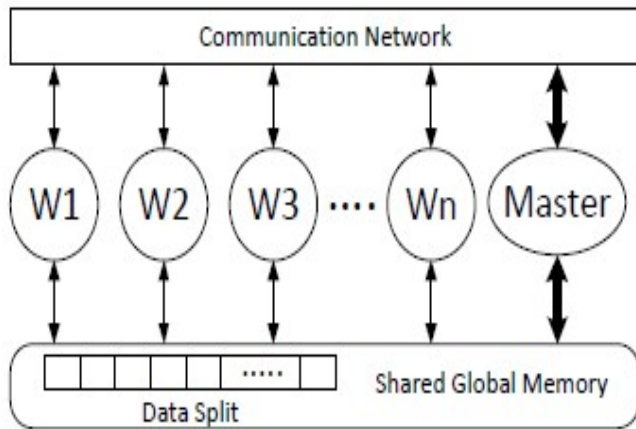 Communication Network
W1 W2 W3 .... Wn Master
.....
Shared Global Memory
Data Split